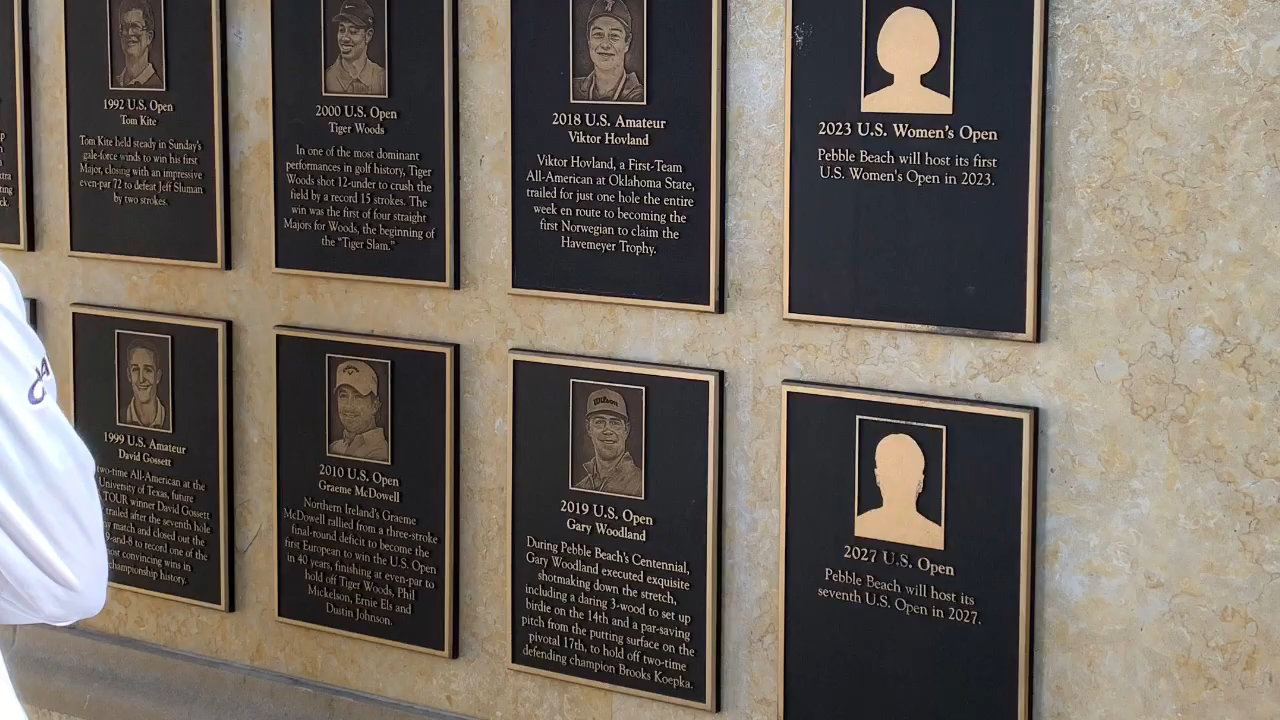 1992 U.S. Open
Tom Kite
Tom Kite held steady in Sunday's
gale-force winds to win his first
Major, closing with an impressive
even-par 72 to defeat Jeff Sluman
by two strokes.
2000 U.S. Open
Tiger Woods
In one of the most dominant
performances in golf history, Tiger
Woods shot 12-under to crush the
field by a record 15 strokes. The
win was the first of four straight
Majors for Woods, the beginning of
the "Tiger Slam."
2018 U.S. Amateur
Viktor Hovland
Viktor Hovland, a First-Team
All-American at Oklahoma State,
trailed for just one hole the entire
week en route to becoming the
first Norwegian to claim the
Havemeyer Trophy.
2023 U.S. Women's Open
Pebble Beach will host its first
U.S. Women's Open in 2023.
1999 U.S. Amateur
David Gossett
two-time All-American at the
University of Texas, future
TOUR winner David Gossett
trailed after the seventh hole
match and closed out the
9-and-8 to record one of the
most convincing wins in
championship history.
2010 U.S. Open
Graeme McDowell
Northern Ireland's Graeme
McDowell rallied from a three-stroke
final-round deficit to become the
first European to win the U.S. Open
in 40 years, finishing at even-par to
hold off Tiger Woods, Phil
Mickelson, Ernie Els and
Dustin Johnson.
Wilson
2019 U.S. Open
Gary Woodland
During Pebble Beach's Centennial,
Gary Woodland executed exquisite
shotmaking down the stretch,
including a daring 3-wood to set up
birdie on the 14th and a par-saving
pitch from the putting surface on the
pivotal 17th, to hold off two-time
defending champion Brooks Koepka.
2027 U.S. Open
Pebble Beach will host its
seventh U.S. Open in 2027.